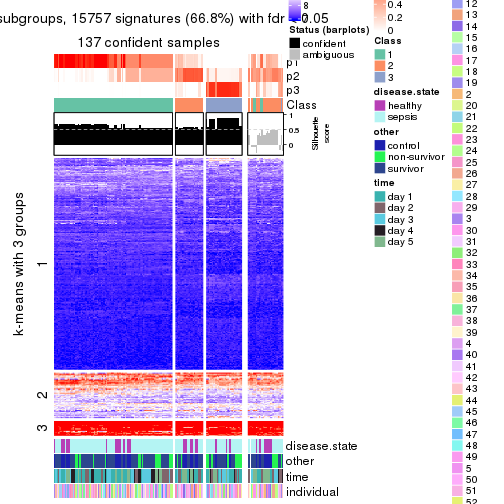 subgroups, 15757 signatures (66.8%) with fdr < 0.05
137 confident samples
p1
p2
p3
Class
1
0.5
0
Silhouette
score
k-means with 3 groups
1
2
3
disease.state
other
time
individual
8
0
Status (barplots)
confident
ambiguous
0.4
0.2
0
Class
1
2
3
disease.state
healthy
sepsis
other
control
non-survivor
survivor
time
day 1
day 2
day 3
day 4
day 5
12
13
14
15
16
17
18
19
2
20
21
22
23
24
25
26
27
28
29
3
30
31
32
33
34
35
36
37
38
39
4
40
41
42
43
44
45
46
47
48
49
5
50
51